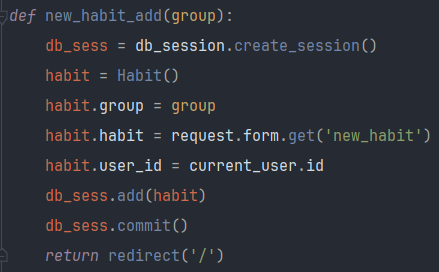 def new_habit_add(group):
    db_sess = db_session.create_session()
    habit = Habit()
    habit.group = group
    habit.habit = request.form.get('new_habit')
    habit.user_id = current_user.id
    db_sess.add(habit)
    db_sess.commit()
    return redirect('/')